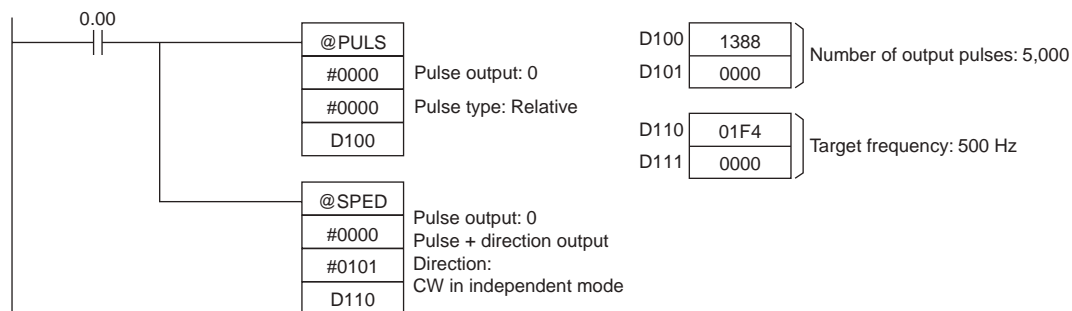 0.00
@PULS
#0000 Pulse output: 0
#0000 Pulse type: Relative
D100
@SPED
#0000
#0101
D110
Pulse output: 0
Pulse + direction output
Direction:
CW in independent mode
D100 1388
D101 0000
Number of output pulses: 5,000
D110 01F4
D111 0000
Target frequency: 500 Hz